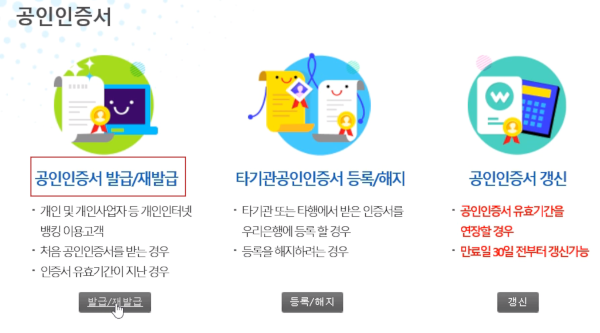 공인인증서
공인인증서 발급/재발급
· 개인 및 개인사업자 등 개인인터넷
뱅킹 이용고객
· 처음 공인인증서를 받는 경우
· 인증서 유효기간이 지난 경우
발급/재발급
타기관공인인증서 등록/해지
· 타기관 또는 타행에서 받은 인증서를
우리은행에 등록 할 경우
· 등록을 해지하려는 경우
등록/해지
공인인증서 갱신
· 공인인증서 유효기간을
연장할 경우
· 만료일 30일 전부터 갱신가능
갱신